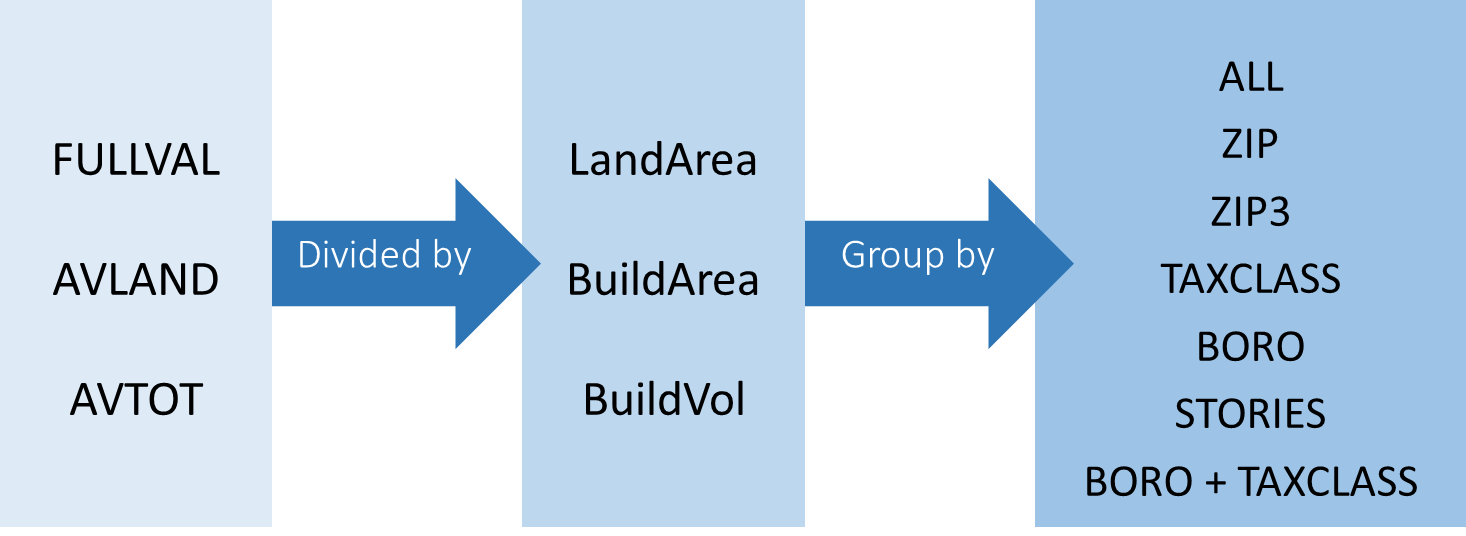 FULLVAL
AVLAND
AVTOT
Divided by
LandArea
BuildArea
BuildVol
Group by
ALL
ZIP
ZIP3
TAXCLASS
BORO
STORIES
BORO + TAXCLASS